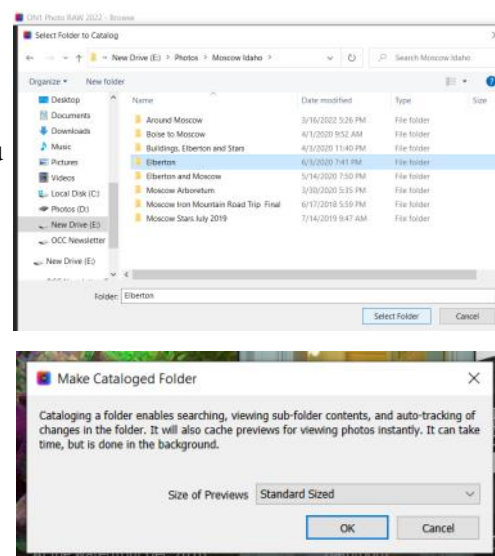 ON1 Photo RAW 2022 - Browse
Select Folder to Catalog
New Drive (E:) > Photos > Moscow Idaho >
Search Moscow Idaho
Organize New folder
Desktop
Documents
Downloads
Music
Pictures
Videos
Local Disk (C:)
Photos (D:)
New Drive (E:)
OCC Newsletter
New Drive (E:)
Name Date modified Type Size
Around Moscow 3/16/2022 5:26 PM File folder
Boise to Moscow 4/1/2020 9:52 AM File folder
Buildings, Elberton and Stars 4/3/2020 11:40 PM File folder
Elberton 6/3/2020 7:41 PM File folder
Elberton and Moscow 5/14/2020 7:50 PM File folder
Moscow Arboretum 3/30/2020 5:35 PM File folder
Moscow Iron Mountain Road Trip Final 6/17/2018 5:59 PM File folder
Moscow Stars July 2019 7/14/2019 9:47 AM File folder
Folder: Elberton
Select Folder Cancel
Make Cataloged Folder
Cataloging a folder enables searching, viewing sub-folder contents, and auto-tracking of
changes in the folder. It will also cache previews for viewing photos instantly. It can take
time, but is done in the background.
Size of Previews Standard Sized
OK Cancel